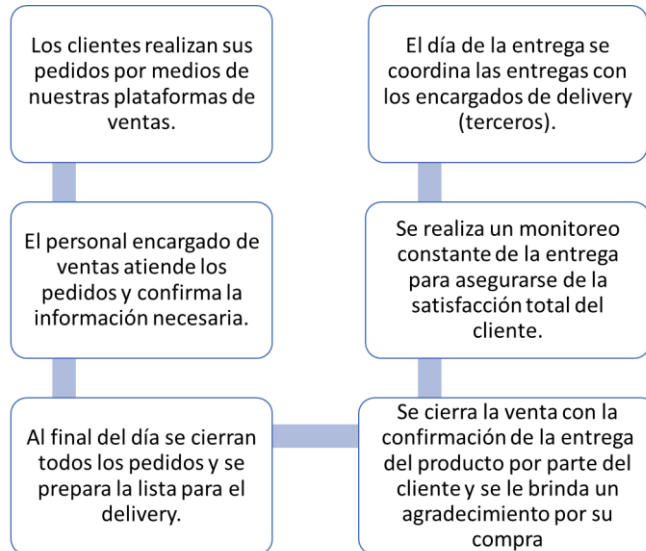 Los clientes realizan sus
pedidos por medios de
nuestras plataformas de
ventas.
El personal encargado de
ventas atiende los
pedidos y confirma la
información necesaria.
Al final del día se cierran
todos los pedidos y se
prepara la lista para el
delivery.
El día de la entrega se
coordina las entregas con
los encargados de delivery
(terceros).
Se realiza un monitoreo
constante de la entrega
para asegurarse de la
satisfacción total del
cliente.
Se cierra la venta con la
confirmación de la entrega
del producto por parte del
cliente y se le brinda un
agradecimiento por su
compra